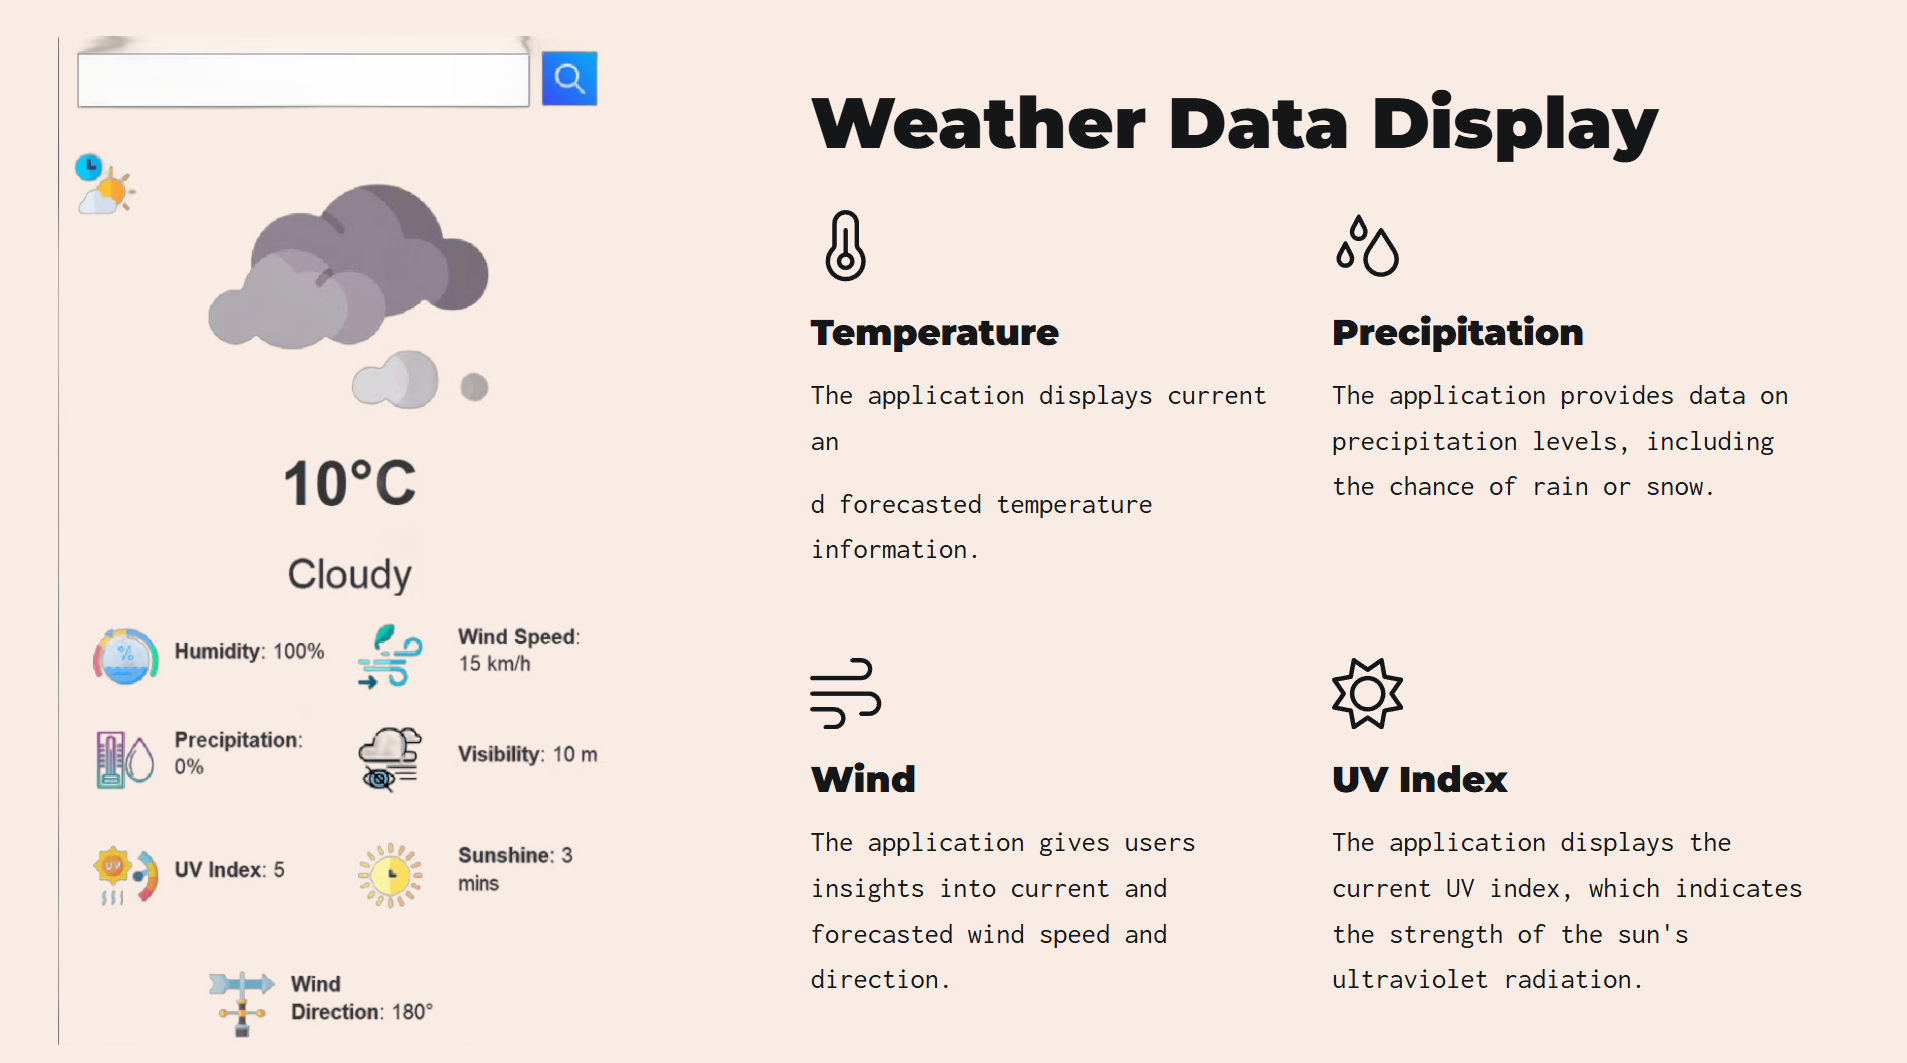 10°C
Cloudy
Humidity: 100%
Wind Speed:
15 km/h
Precipitation:
0%
Visibility: 10 m
UV Index: 5
Sunshine: 3
mins
Wind
Direction: 180°
Weather Data Display
Temperature
The application displays current
an
d forecasted temperature
information.
Precipitation
The application provides data on
precipitation levels, including
the chance of rain or snow.
Wind
The application gives users
insights into current and
forecasted wind speed and
direction.
UV Index
The application displays the
current UV index, which indicates
the strength of the sun's
ultraviolet radiation.